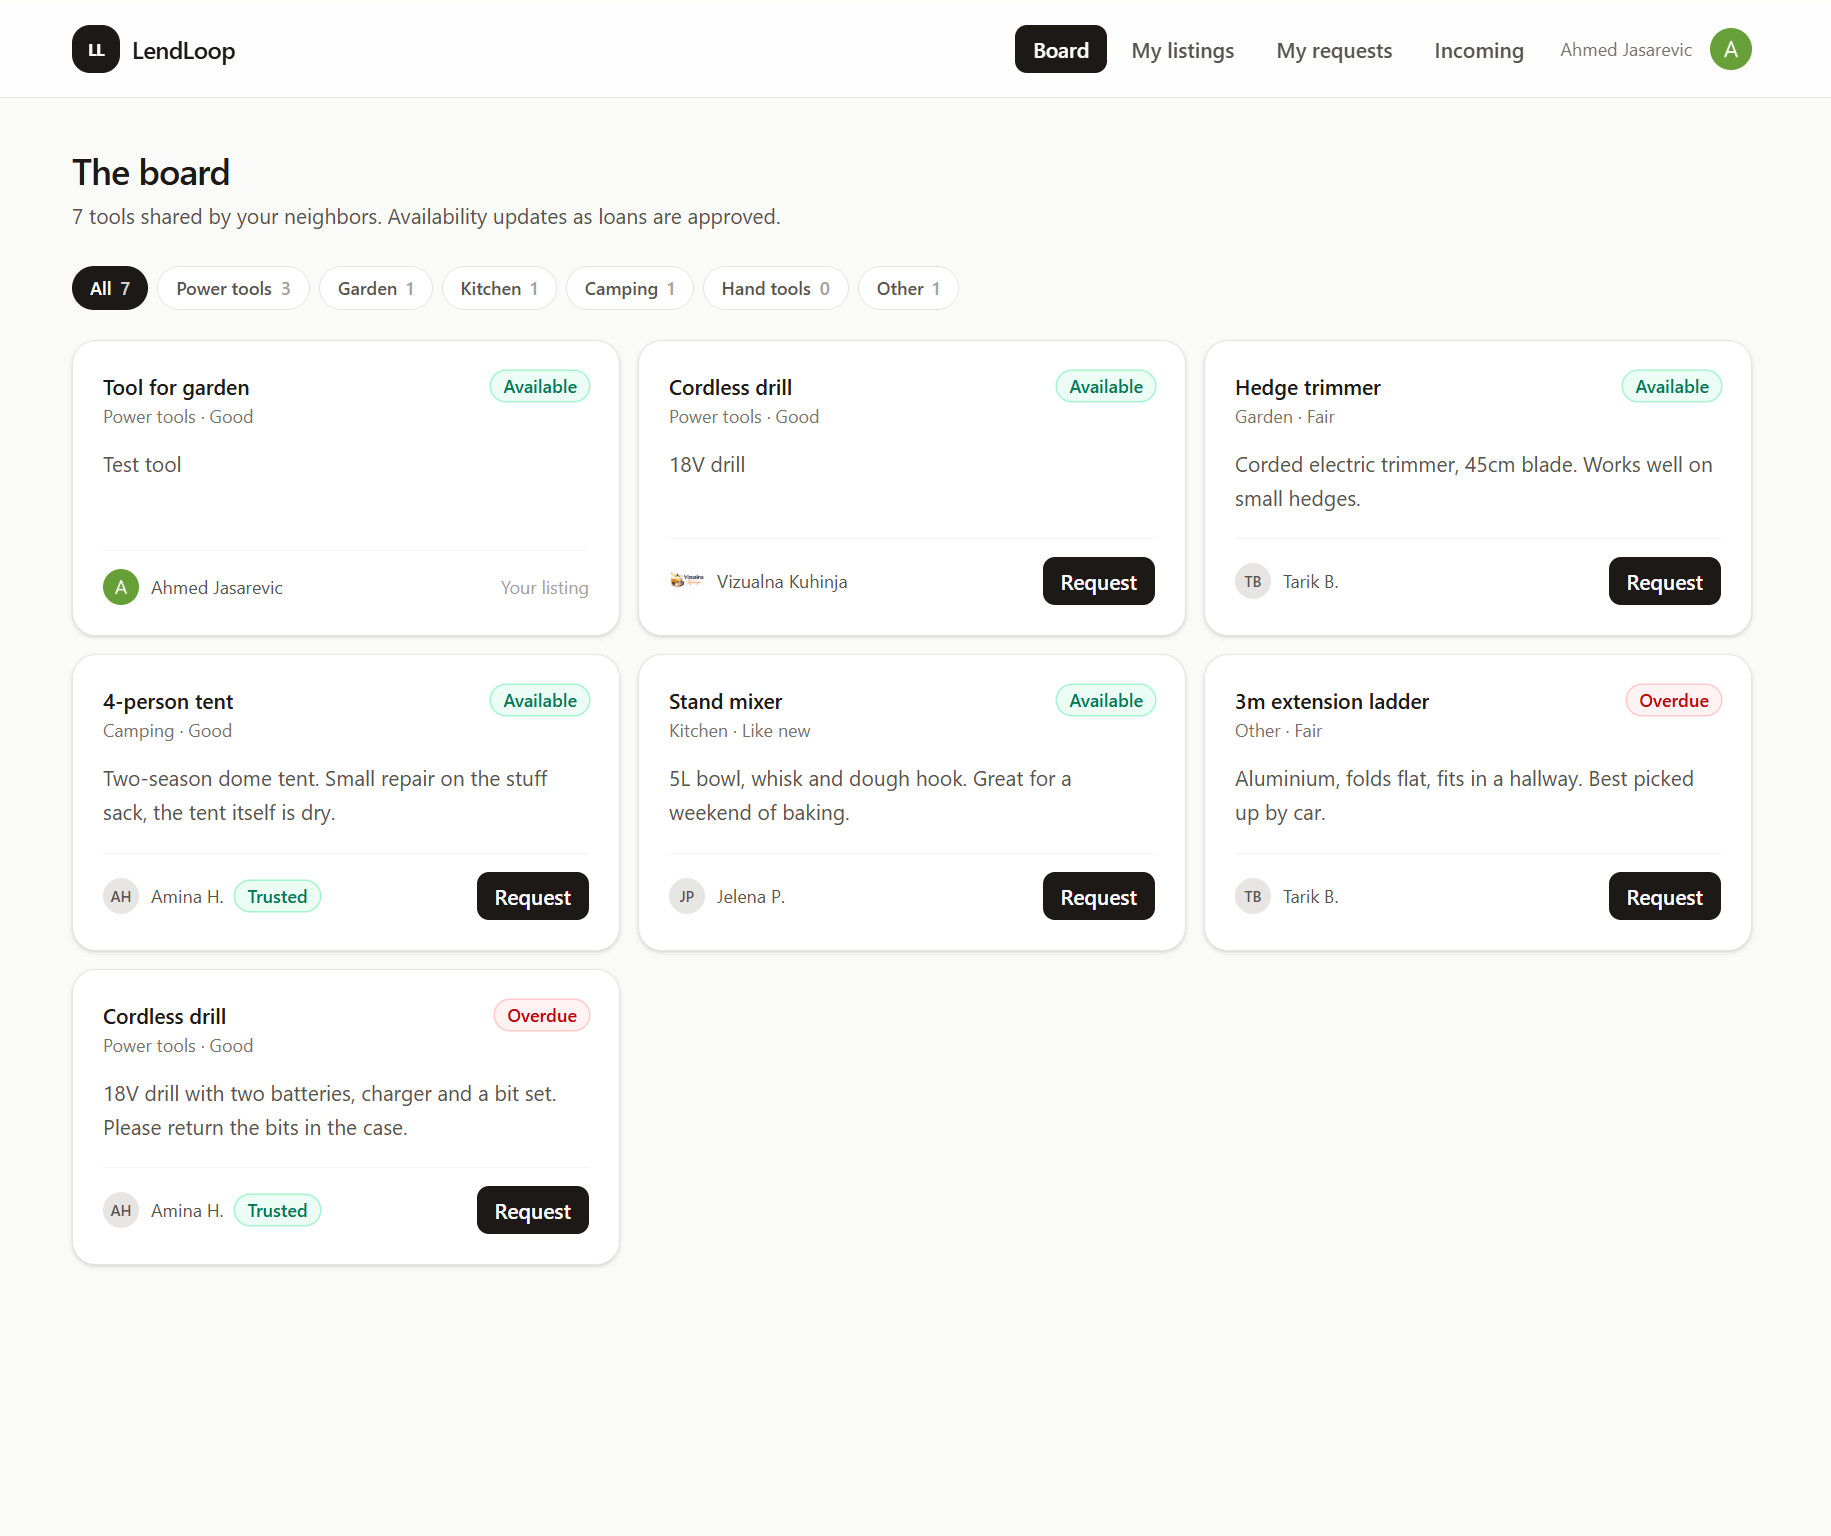 LL LendLoop
Board My listings My requests Incoming Ahmed Jasarevic A
The board
7 tools shared by your neighbors. Availability updates as loans are approved.
All 7 Power tools 3 Garden 1 Kitchen 1 Camping 1 Hand tools 0 Other 1
Tool for garden Available
Power tools · Good
Test tool
A Ahmed Jasarevic Your listing
Cordless drill Available
Power tools · Good
18V drill
Vizualna Kuhinja Request
Hedge trimmer Available
Garden · Fair
Corded electric trimmer, 45cm blade. Works well on
small hedges.
TB Tarik B. Request
4-person tent Available
Camping · Good
Two-season dome tent. Small repair on the stuff
sack, the tent itself is dry.
AH Amina H. Trusted Request
Stand mixer Available
Kitchen · Like new
5L bowl, whisk and dough hook. Great for a
weekend of baking.
JP Jelena P. Request
3m extension ladder Overdue
Other · Fair
Aluminium, folds flat, fits in a hallway. Best picked
up by car.
TB Tarik B. Request
Cordless drill Overdue
Power tools · Good
18V drill with two batteries, charger and a bit set.
Please return the bits in the case.
AH Amina H. Trusted Request